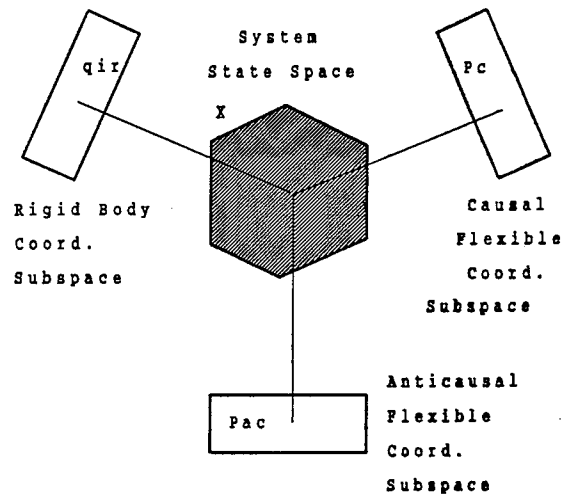 System
State Space
qir
Pc
X
Rigid Body
Coord.
Subspace
Causal
Flexible
Coord.
Subspace
Pac
Anticausal
Flexible
Coord.
Subspace